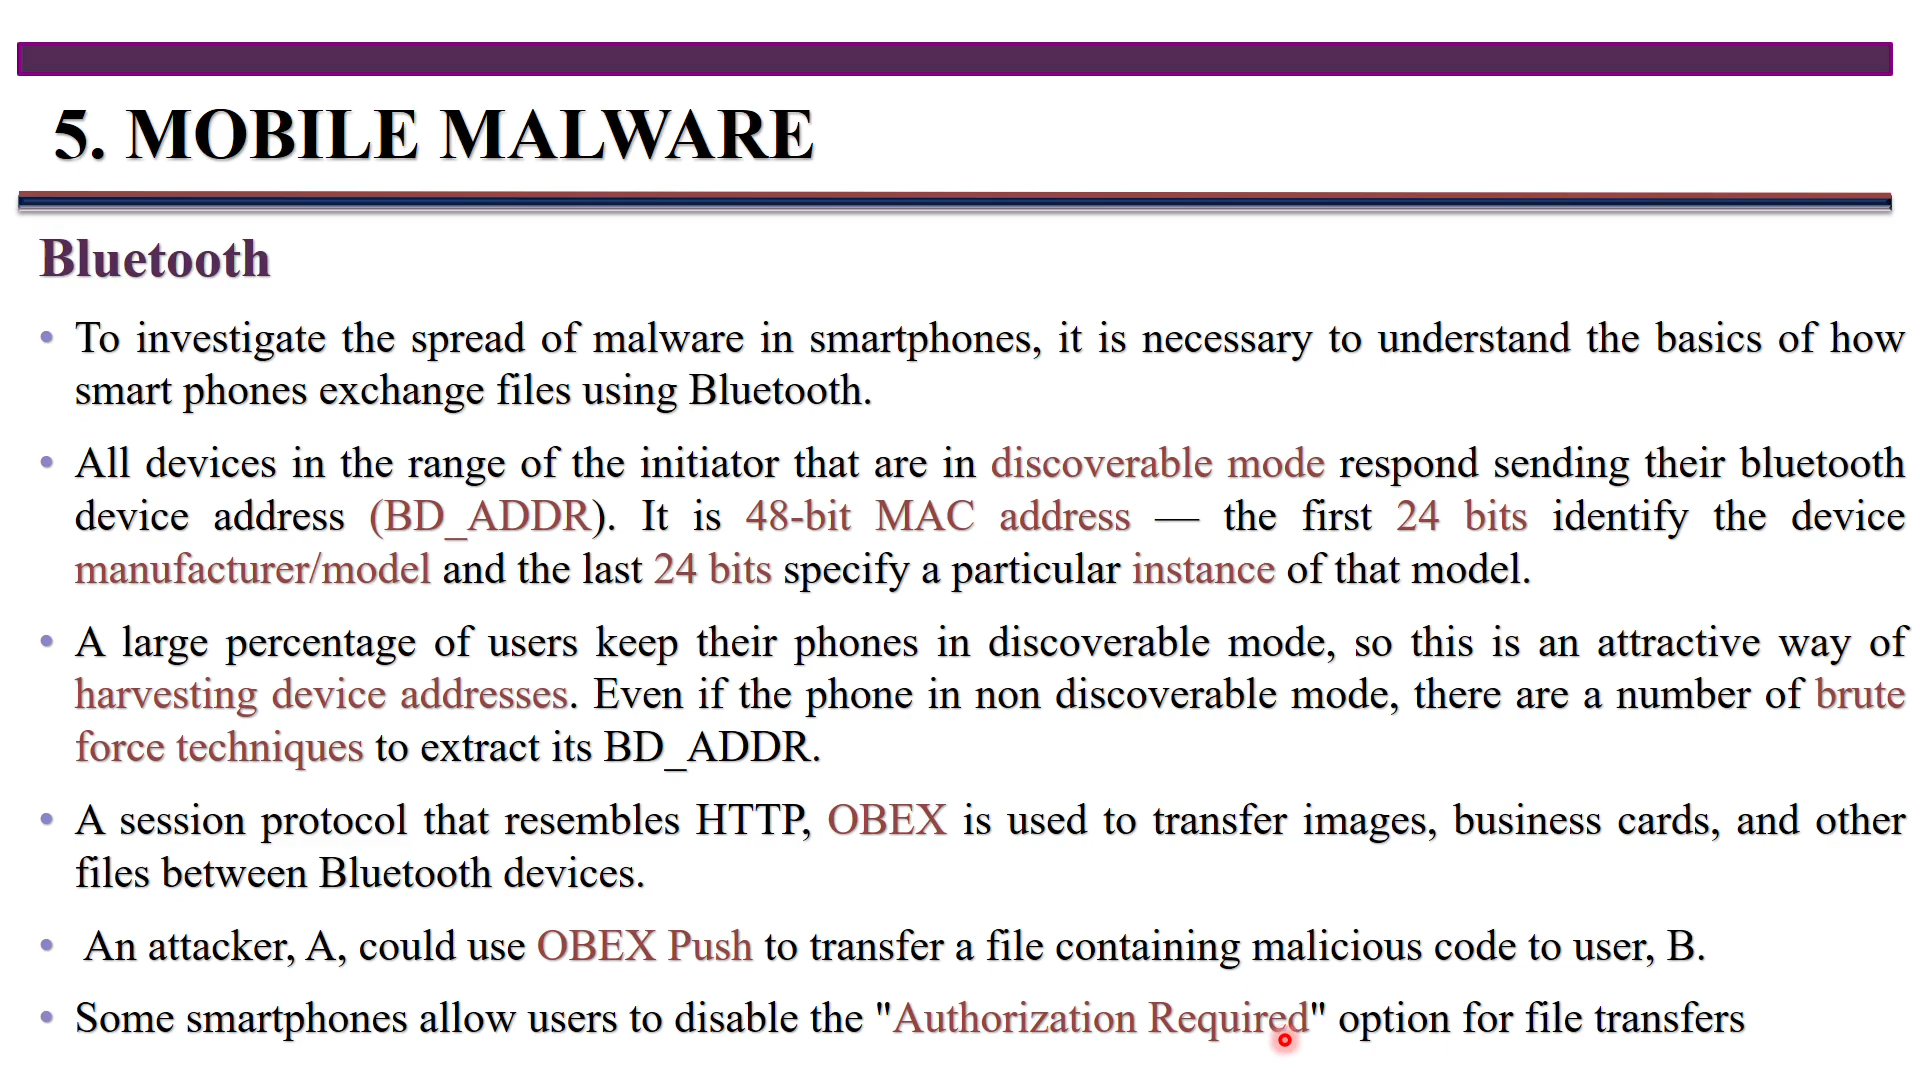 5. MOBILE MALWARE
Bluetooth
• To investigate the spread of malware in smartphones, it is necessary to understand the basics of how
smart phones exchange files using Bluetooth.
• All devices in the range of the initiator that are in discoverable mode respond sending their bluetooth
device address (BD_ADDR). It is 48-bit MAC address — the first 24 bits identify the device
manufacturer/model and the last 24 bits specify a particular instance of that model.
• A large percentage of users keep their phones in discoverable mode, so this is an attractive way of
harvesting device addresses. Even if the phone in non discoverable mode, there are a number of brute
force techniques to extract its BD_ADDR.
• A session protocol that resembles HTTP, OBEX is used to transfer images, business cards, and other
files between Bluetooth devices.
• An attacker, A, could use OBEX Push to transfer a file containing malicious code to user, B.
• Some smartphones allow users to disable the "Authorization Required" option for file transfers